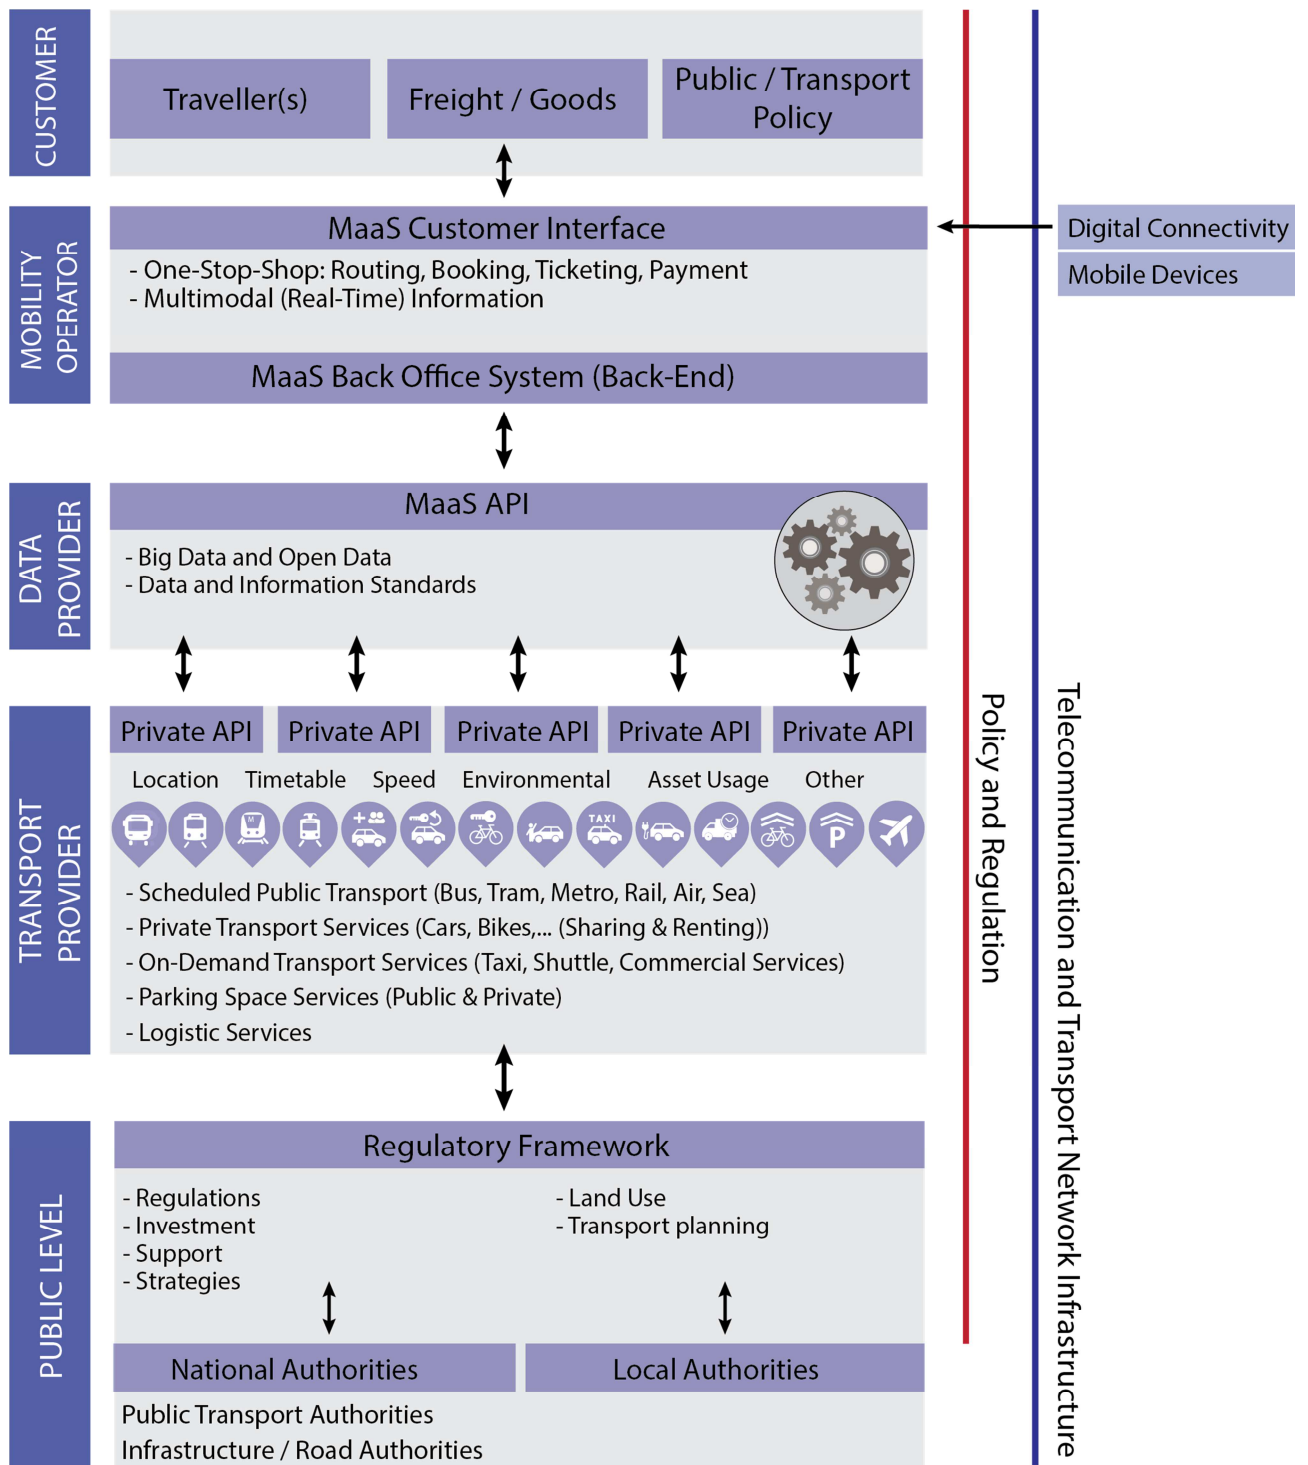 CUSTOMER
Traveller(s)
Freight / Goods
Public / Transport
Policy
MOBILITY
OPERATOR
MaaS Customer Interface
- One-Stop-Shop: Routing, Booking, Ticketing, Payment
- Multimodal (Real-Time) Information
MaaS Back Office System (Back-End)
Digital Connectivity
Mobile Devices
DATA
PROVIDER
MaaS API
- Big Data and Open Data
- Data and Information Standards
TRANSPORT
PROVIDER
Private API
Private API
Private API
Private API
Private API
Location
Timetable
Speed
Environmental
Asset Usage
Other
M
TAXI
P
- Scheduled Public Transport (Bus, Tram, Metro, Rail, Air, Sea)
- Private Transport Services (Cars, Bikes,... (Sharing & Renting))
- On-Demand Transport Services (Taxi, Shuttle, Commercial Services)
- Parking Space Services (Public & Private)
- Logistic Services
Policy and Regulation
Telecommunication and Transport Network Infrastructure
PUBLIC LEVEL
Regulatory Framework
- Regulations
- Investment
- Support
- Strategies
- Land Use
- Transport planning
National Authorities
Local Authorities
Public Transport Authorities
Infrastructure / Road Authorities